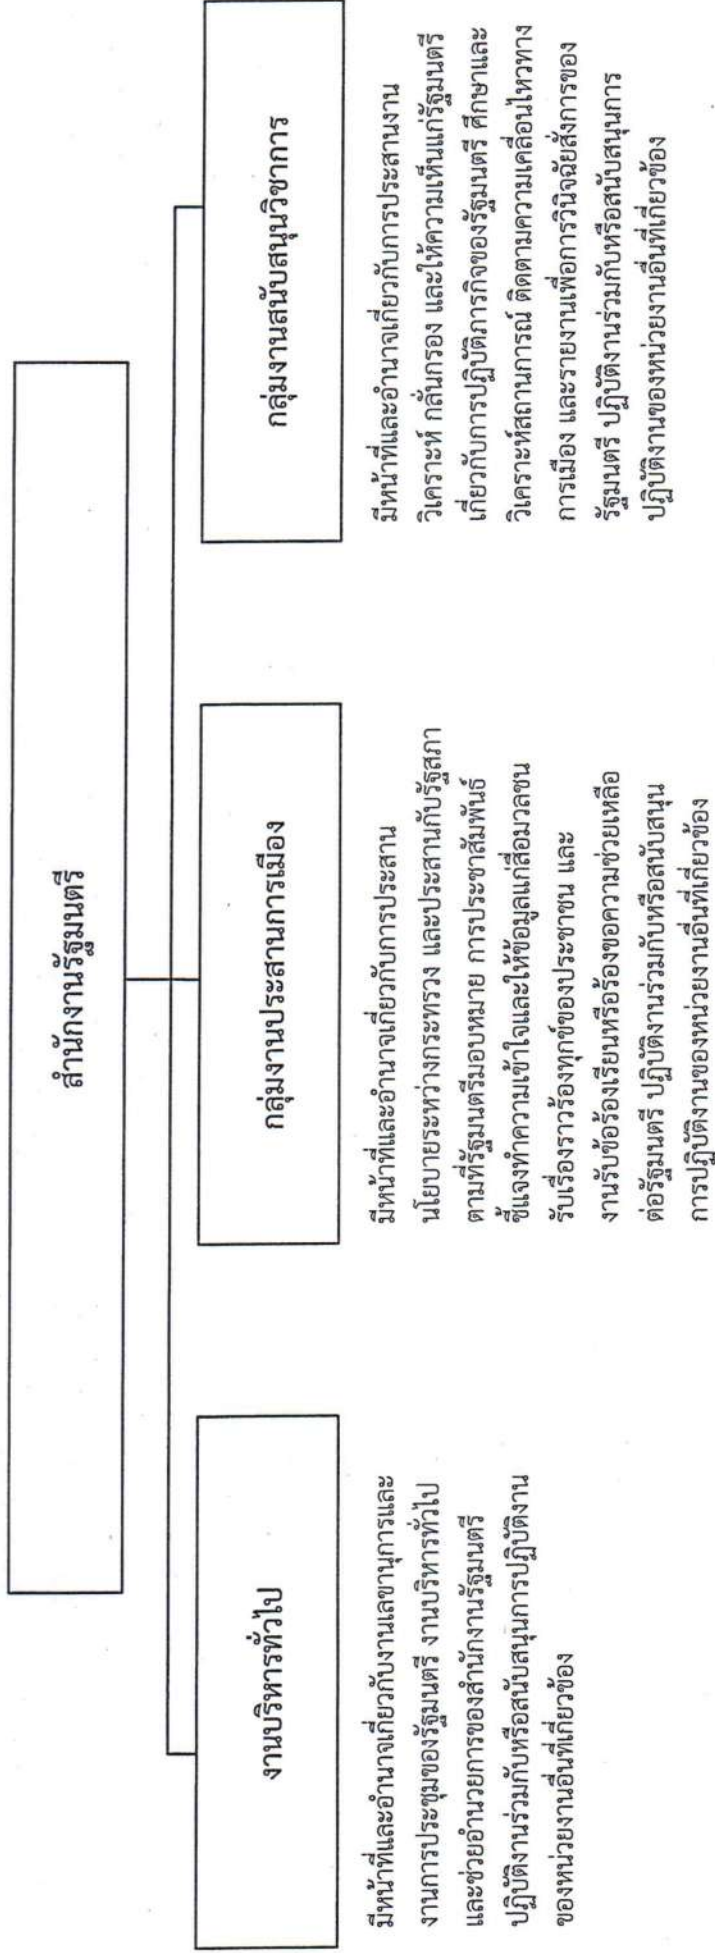 สำนักงานรัฐมนตรี
งานบริหารทั่วไป
มีหน้าที่และอำนาจเกี่ยวกับงานเลขานุการและ
งานการประชุมของรัฐมนตรี งานบริหารทั่วไป
และช่วยอำนวยการของสำนักงานรัฐมนตรี
ปฏิบัติงานร่วมกับหรือสนับสนุนการปฏิบัติงาน
ของหน่วยงานอื่นที่เกี่ยวข้อง
กลุ่มงานประสานการเมือง
มีหน้าที่และอำนาจเกี่ยวกับการประสาน
นโยบายระหว่างกระทรวง และประสานกับรัฐสภา
ตามที่รัฐมนตรีมอบหมาย การประชาสัมพันธ์
ชี้แจงทำความเข้าใจและให้ข้อมูลแก่สื่อมวลชน
รับเรื่องราวร้องทุกข์ของประชาชน และ
งานรับข้อร้องเรียนหรือร้องขอความช่วยเหลือ
ต่อรัฐมนตรี ปฏิบัติงานร่วมกับหรือสนับสนุน
การปฏิบัติงานของหน่วยงานอื่นที่เกี่ยวข้อง
กลุ่มงานสนับสนุนวิชาการ
มีหน้าที่และอำนาจเกี่ยวกับการประสานงาน
วิเคราะห์ กลั่นกรอง และให้ความเห็นแก่รัฐมนตรี
เกี่ยวกับการปฏิบัติภารกิจของรัฐมนตรี ศึกษาและ
วิเคราะห์สถานการณ์ ติดตามความเคลื่อนไหวทาง
การเมือง และรายงานเพื่อการวินิจฉัยสั่งการของ
รัฐมนตรี ปฏิบัติงานร่วมกับหรือสนับสนุนการ
ปฏิบัติงานของหน่วยงานอื่นที่เกี่ยวข้อง